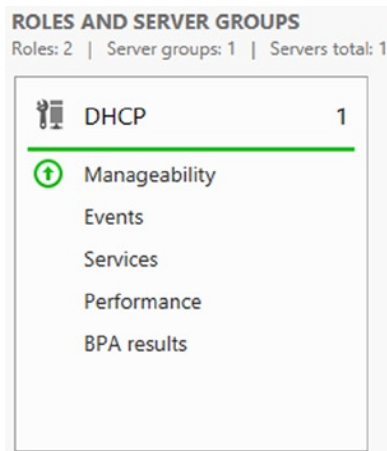 ROLES AND SERVER GROUPS
Roles: 2 | Server groups: 1 | Servers total: 1
DHCP 1
Manageability
Events
Services
Performance
BPA results